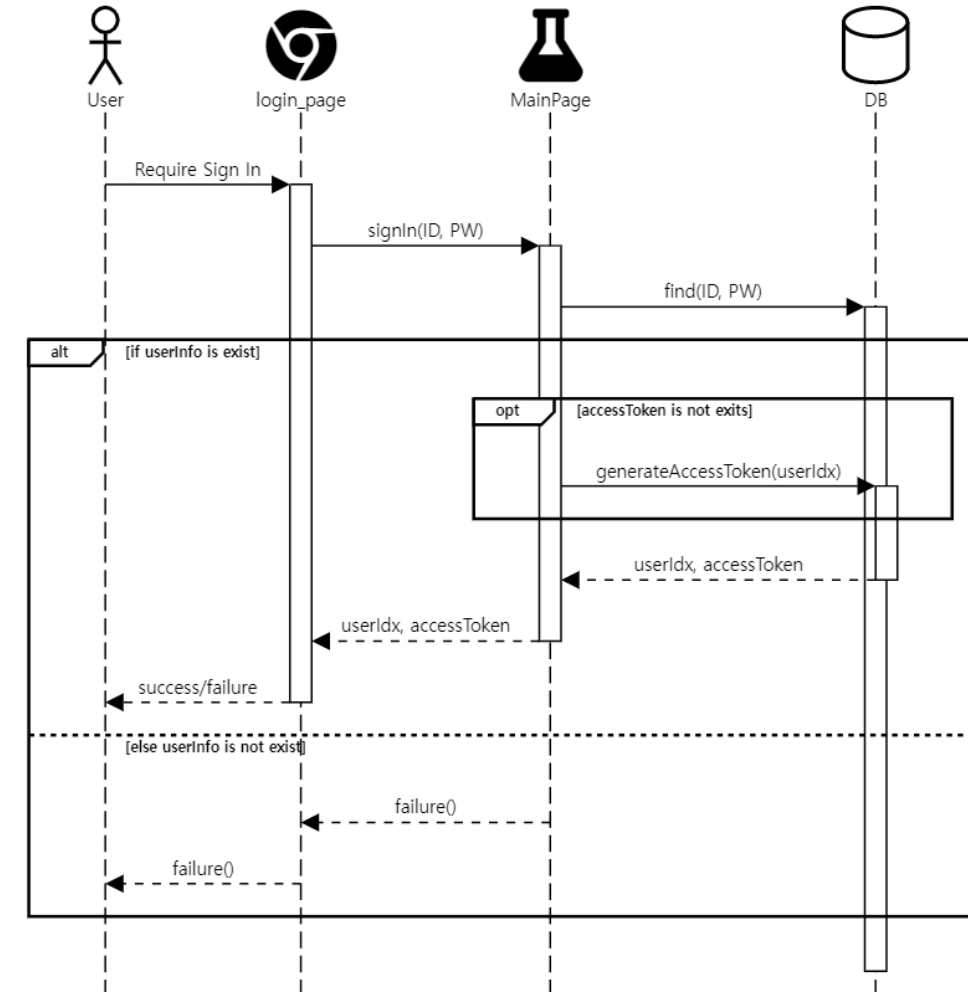 User
login_page
MainPage
DB
Require Sign In
signIn(ID, PW)
find(ID, PW)
alt
[if userInfo is exist]
opt
[accessToken is not exits]
generateAccessToken(userIdx)
userIdx, accessToken
userIdx, accessToken
success/failure
[else userInfo is not exist]
failure()
failure()